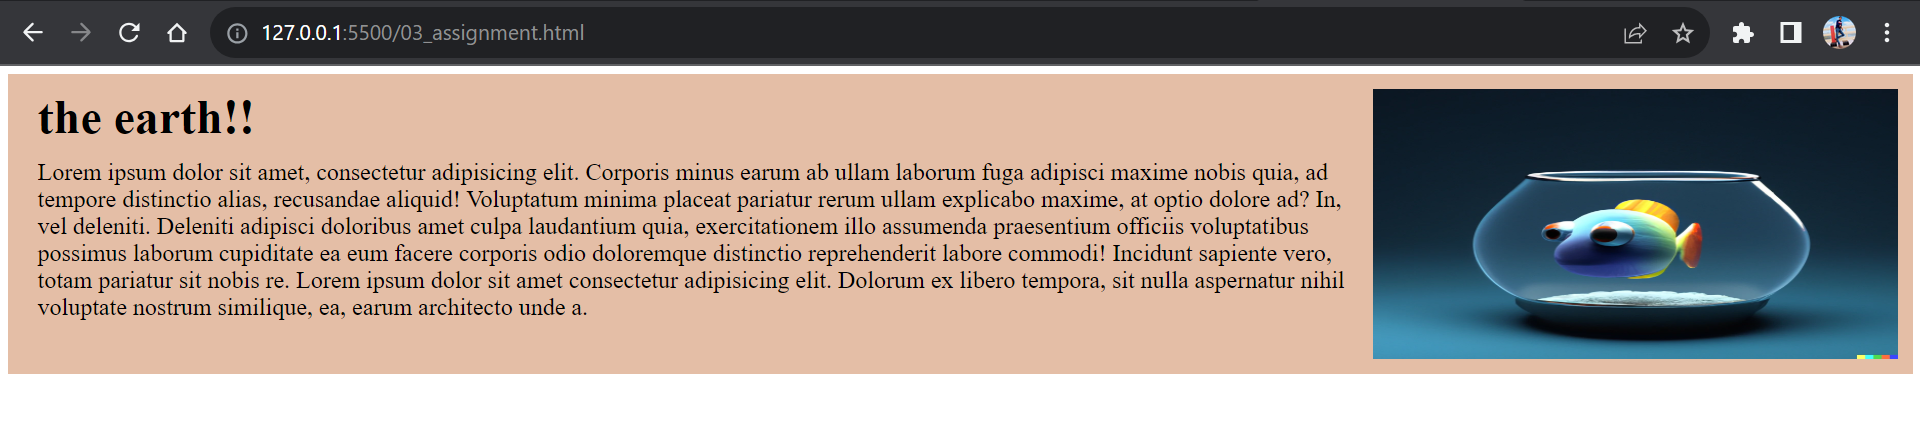 127.0.0.1:5500/03_assignment.html
the earth!!
Lorem ipsum dolor sit amet, consectetur adipisicing elit. Corporis minus earum ab ullam laborum fuga adipisci maxime nobis quia, ad
tempore distinctio alias, recusandae aliquid! Voluptatum minima placeat pariatur rerum ullam explicabo maxime, at optio dolore ad? In,
vel deleniti. Deleniti adipisci doloribus amet culpa laudantium quia, exercitationem illo assumenda praesentium officiis voluptatibus
possimus laborum cupiditate ea eum facere corporis odio doloremque distinctio reprehenderit labore commodi! Incidunt sapiente vero,
totam pariatur sit nobis re. Lorem ipsum dolor sit amet consectetur adipisicing elit. Dolorum ex libero tempora, sit nulla aspernatur nihil
voluptate nostrum similique, ea, earum architecto unde a.